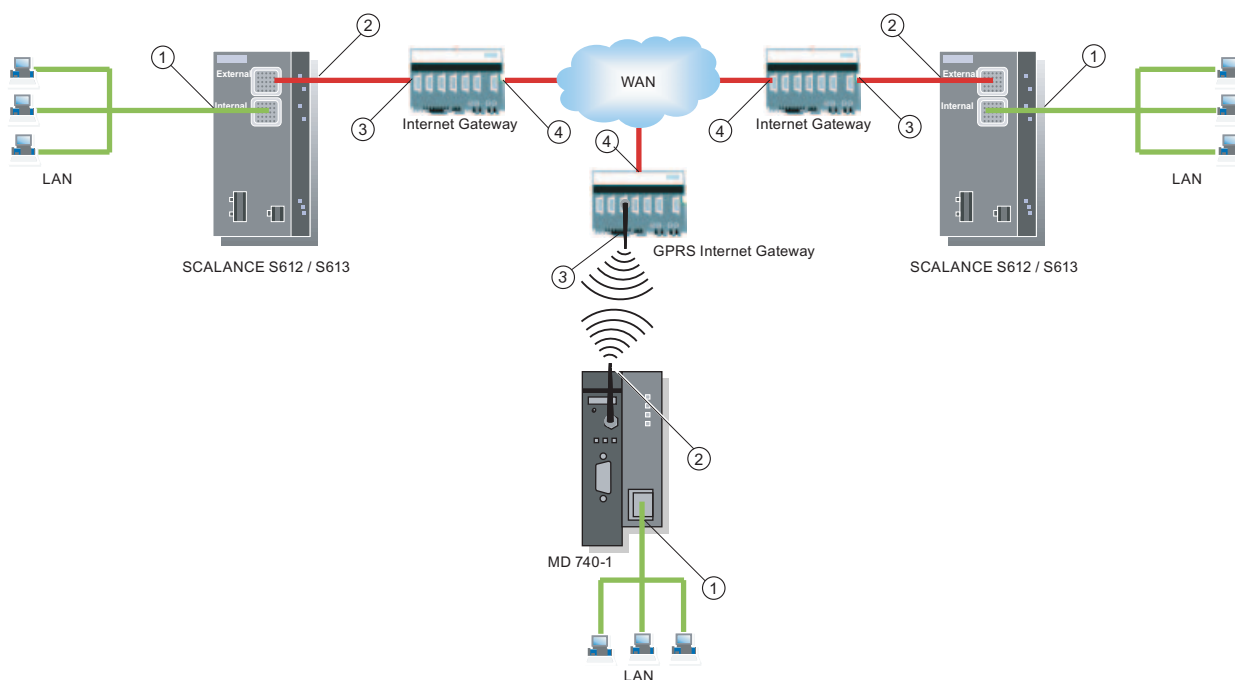 2
2
1
1
External
External
WAN
Internal
Internal
Internet Gateway
Internet Gateway
3
4
4
3
4
LAN
LAN
GPRS Internet Gateway
SCALANCE S612 / S613
SCALANCE S612 / S613
3
2
MD 740-1
1
LAN